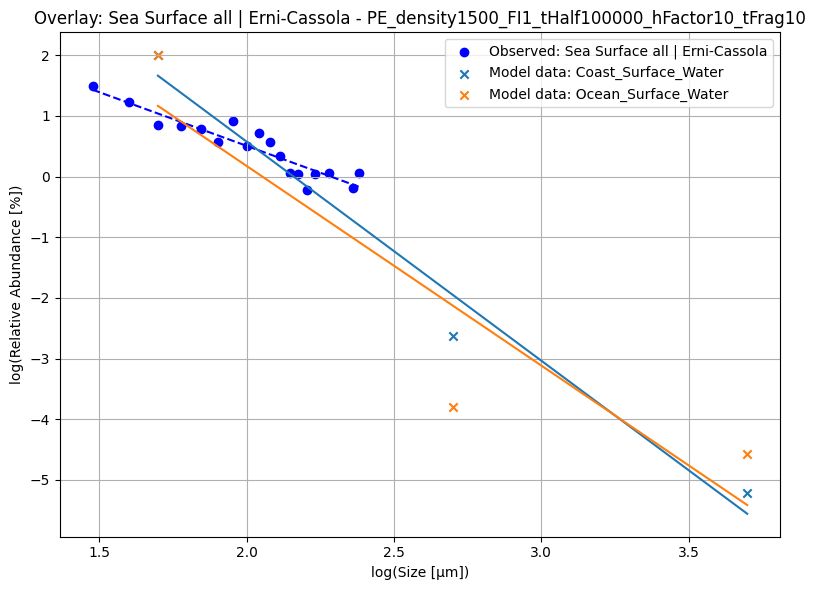 Overlay: Sea Surface all | Erni-Cassola - PE_density1500_FI1_tHalf100000_hFactor10_tFrag10
Observed: Sea Surface all | Erni-Cassola
Model data: Coast_Surface_Water
Model data: Ocean_Surface_Water
log(Relative Abundance [%])
2
1
0
−1
−2
−3
−4
−5
1.5
2.0
2.5
3.0
3.5
log(Size [µm])